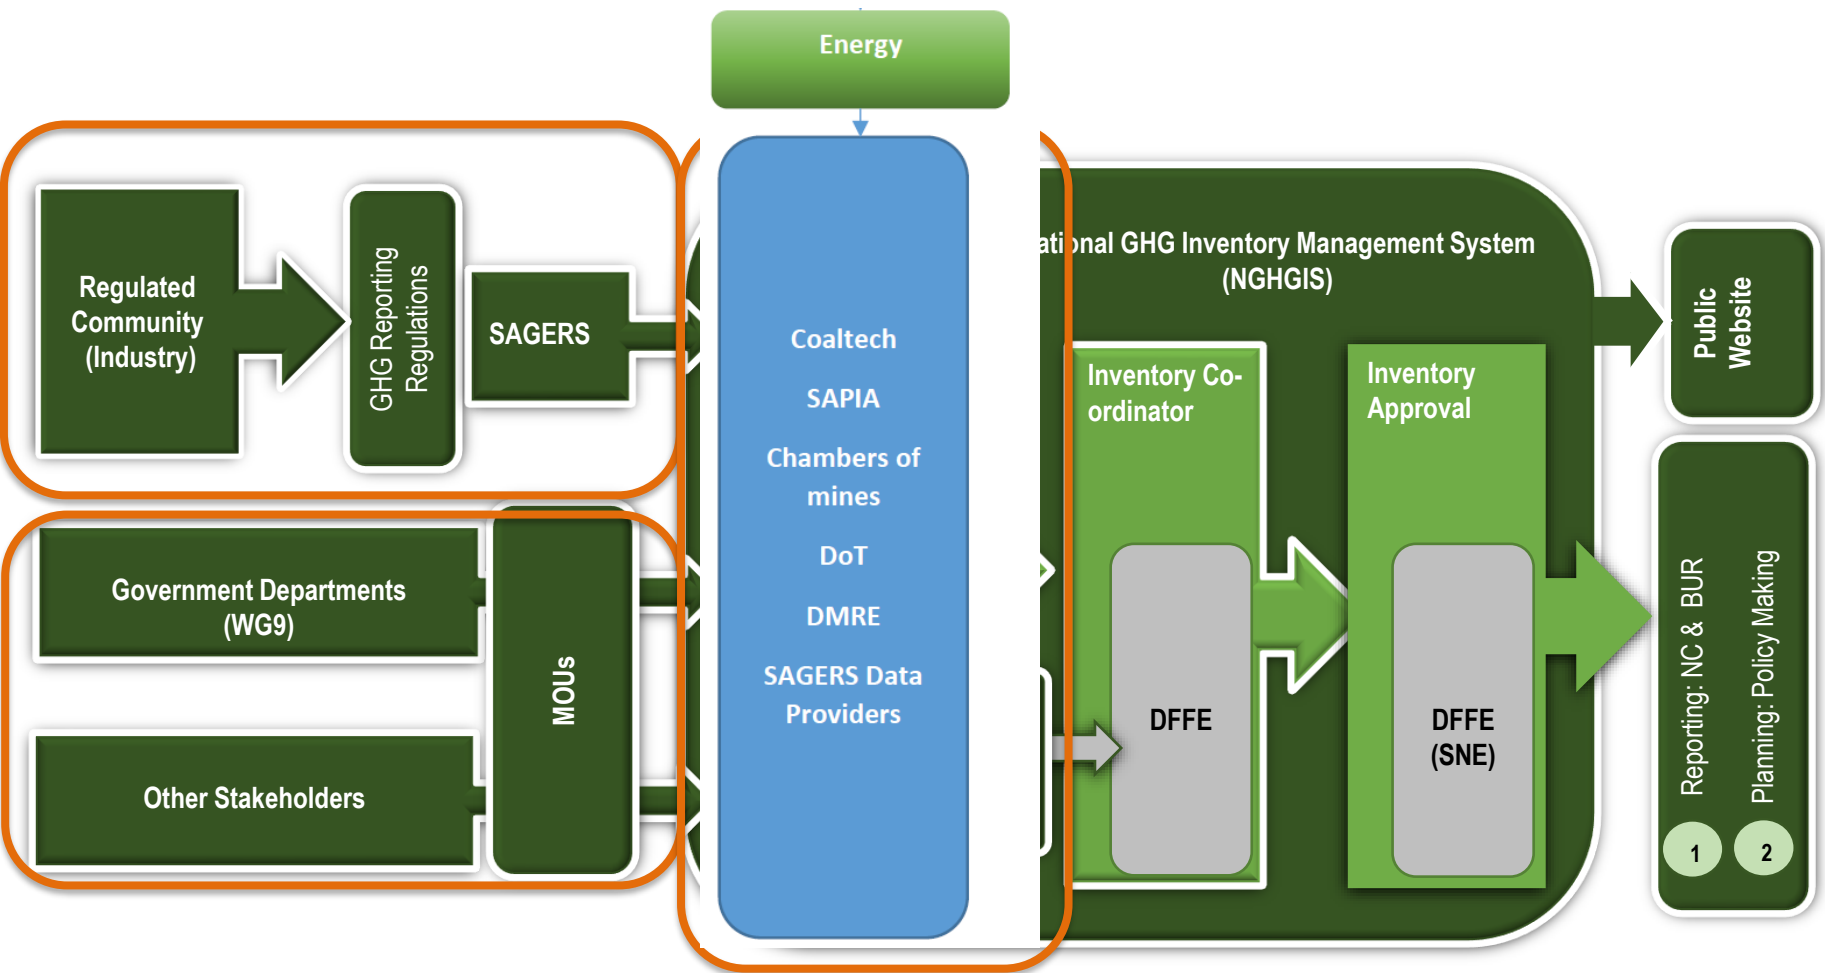 Energy
Regulated
Community
(Industry)
GHG Reporting
Regulations
SAGERS
Government Departments
(WG9)
Other Stakeholders
MOUs
Coaltech
SAPIA
Chambers of
mines
DoT
DMRE
SAGERS Data
Providers
ational GHG Inventory Management System
(NGHGIS)
Inventory Co-
ordinator
DFFE
Inventory
Approval
DFFE
(SNE)
Public
Website
Reporting: NC & BUR
Planning: Policy Making
1
2